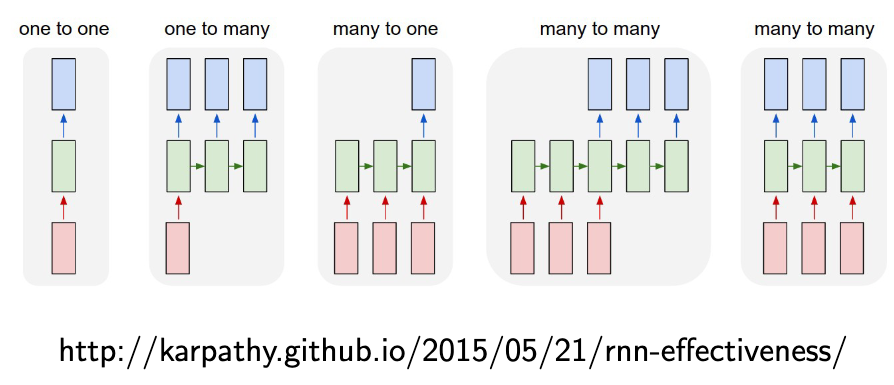 one to one
one to many
many to one
many to many
many to many
http://karpathy.github.io/2015/05/21/rnn-effectiveness/